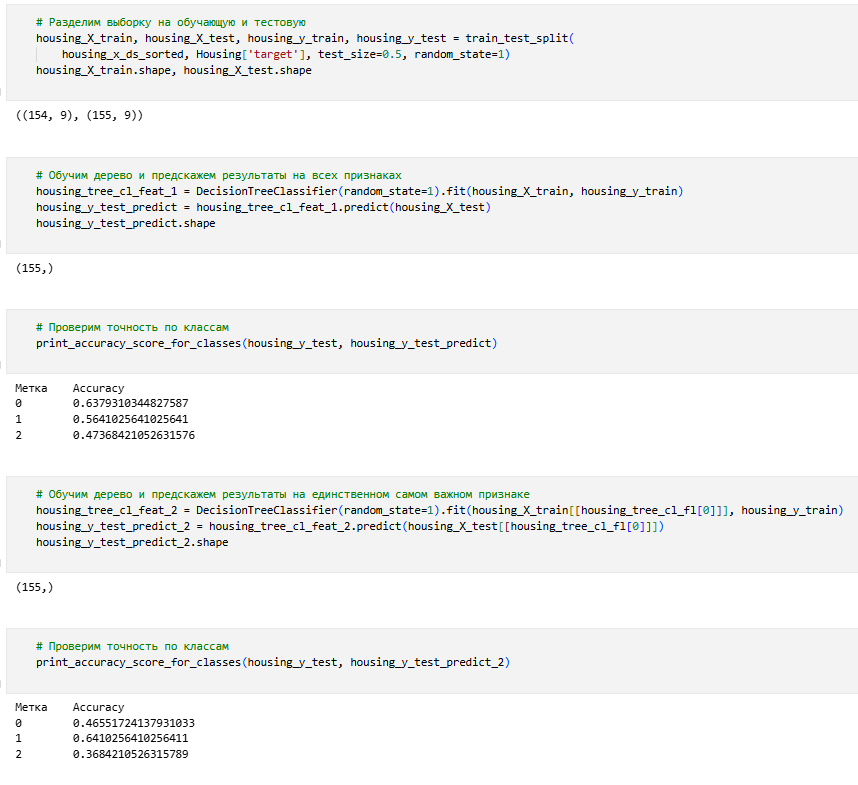 # Разделим выборку на обучающую и тестовую
housing_X_train, housing_X_test, housing_y_train, housing_y_test = train_test_split(
housing_x_ds_sorted, Housing['target'], test_size=0.5, random_state=1)
housing_X_train.shape, housing_X_test.shape
((154, 9), (155, 9))
# Обучим дерево и предскажем результаты на всех признаках
housing_tree_cl_feat_1 = DecisionTreeClassifier(random_state=1).fit(housing_X_train, housing_y_train)
housing_y_test_predict = housing_tree_cl_feat_1.predict(housing_X_test)
housing_y_test_predict.shape
(155,)
# Проверим точность по классам
print_accuracy_score_for_classes(housing_y_test, housing_y_test_predict)
Метка Accuracy
0 0.6379310344827587
1 0.5641025641025641
2 0.47368421052631576
# Обучим дерево и предскажем результаты на единственном самом важном признаке
housing_tree_cl_feat_2 = DecisionTreeClassifier(random_state=1).fit(housing_X_train[[housing_tree_cl_fl[0]]], housing_y_train)
housing_y_test_predict_2 = housing_tree_cl_feat_2.predict(housing_X_test[[housing_tree_cl_fl[0]]])
housing_y_test_predict_2.shape
(155,)
# Проверим точность по классам
print_accuracy_score_for_classes(housing_y_test, housing_y_test_predict_2)
Метка Accuracy
0 0.46551724137931033
1 0.6410256410256411
2 0.3684210526315789